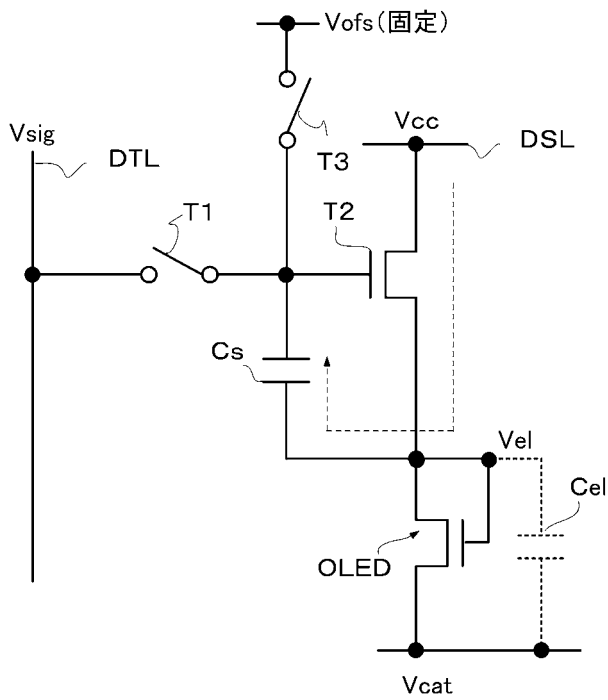 Vofs(固定)
Vsig
DTL
T3
Vcc
DSL
T1
T2
Cs
Vel
Cel
OLED
Vcat